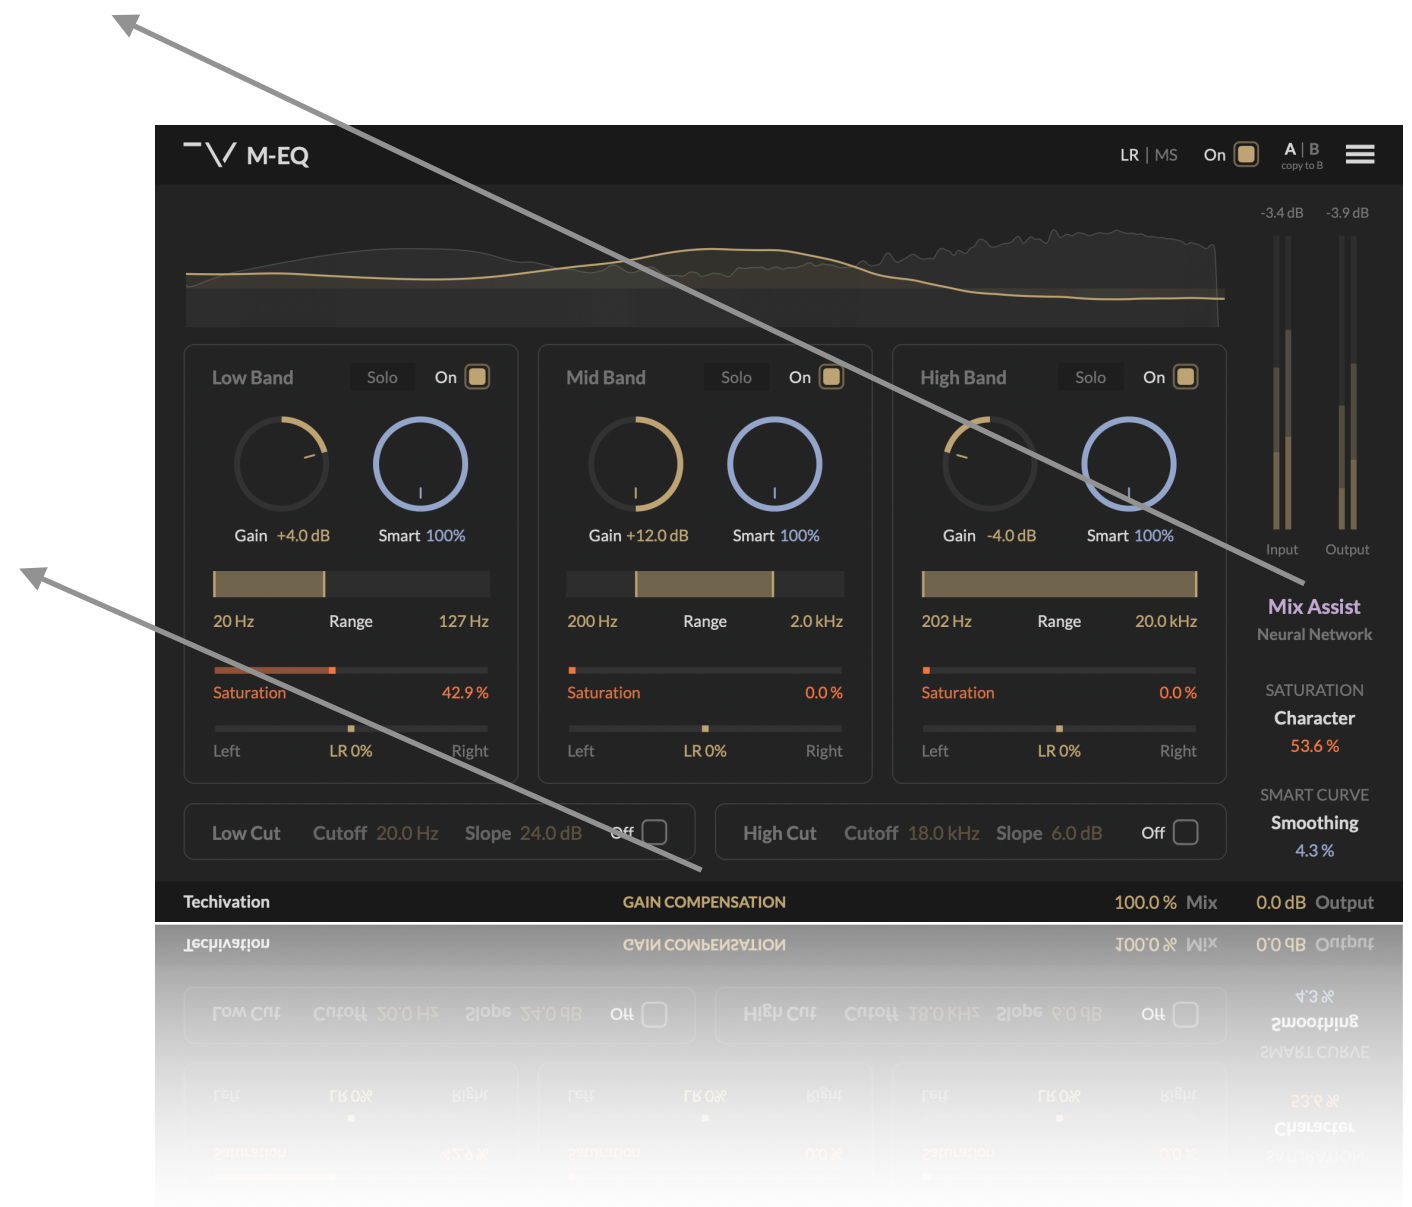 M-EQ
LR | MS On A | B
copy to B
-3.4 dB -3.9 dB
Low Band Solo On Mid Band Solo On High Band Solo On
Gain +4.0 dB Smart 100% Gain +12.0 dB Smart 100% Gain -4.0 dB Smart 100%
Input Output
20 Hz Range 127 Hz 200 Hz Range 2.0 kHz 202 Hz Range 20.0 kHz
Mix Assist
Neural Network
Saturation 42.9 % Saturation 0.0 % Saturation 0.0 %
Left LR 0% Right Left LR 0% Right Left LR 0% Right
SATURATION
Character
53.6 %
SMART CURVE
Smoothing
4.3 %
Low Cut Cutoff 20.0 Hz Slope 24.0 dB Off High Cut Cutoff 18.0 kHz Slope 6.0 dB Off
Techivation GAIN COMPENSATION 100.0 % Mix 0.0 dB Output